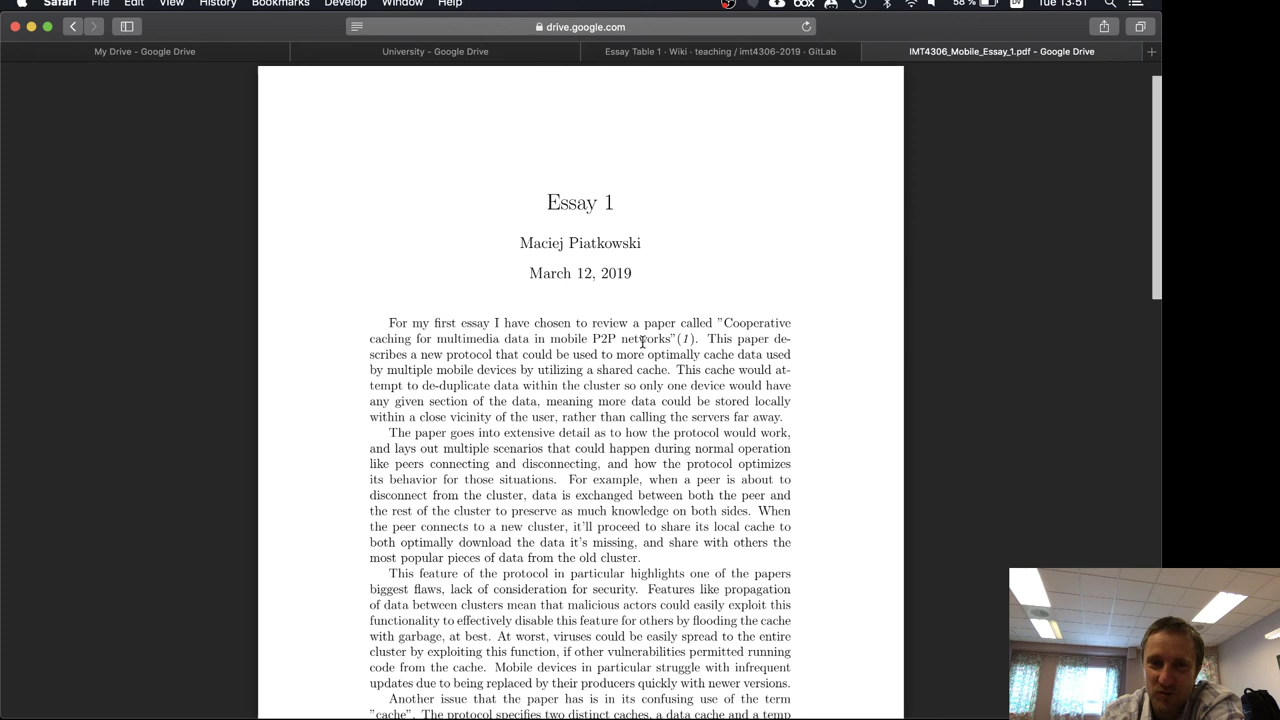 Safari File Edit View History Bookmarks Develop Window Help box 58 % DV Tue 13:51
drive.google.com
My Drive - Google Drive University - Google Drive Essay Table 1 · Wiki · teaching / imt4306-2019 · GitLab IMT4306_Mobile_Essay_1.pdf - Google Drive
Essay 1
Maciej Piatkowski
March 12, 2019
For my first essay I have chosen to review a paper called ”Cooperative
caching for multimedia data in mobile P2P networks”(1). This paper de-
scribes a new protocol that could be used to more optimally cache data used
by multiple mobile devices by utilizing a shared cache. This cache would at-
tempt to de-duplicate data within the cluster so only one device would have
any given section of the data, meaning more data could be stored locally
within a close vicinity of the user, rather than calling the servers far away.
The paper goes into extensive detail as to how the protocol would work,
and lays out multiple scenarios that could happen during normal operation
like peers connecting and disconnecting, and how the protocol optimizes
its behavior for those situations. For example, when a peer is about to
disconnect from the cluster, data is exchanged between both the peer and
the rest of the cluster to preserve as much knowledge on both sides. When
the peer connects to a new cluster, it'll proceed to share its local cache to
both optimally download the data it's missing, and share with others the
most popular pieces of data from the old cluster.
This feature of the protocol in particular highlights one of the papers
biggest flaws, lack of consideration for security. Features like propagation
of data between clusters mean that malicious actors could easily exploit this
functionality to effectively disable this feature for others by flooding the cache
with garbage, at best. At worst, viruses could be easily spread to the entire
cluster by exploiting this function, if other vulnerabilities permitted running
code from the cache. Mobile devices in particular struggle with infrequent
updates due to being replaced by their producers quickly with newer versions.
Another issue that the paper has is in its confusing use of the term
”cache”. The protocol specifies two distinct caches, a data cache and a temp